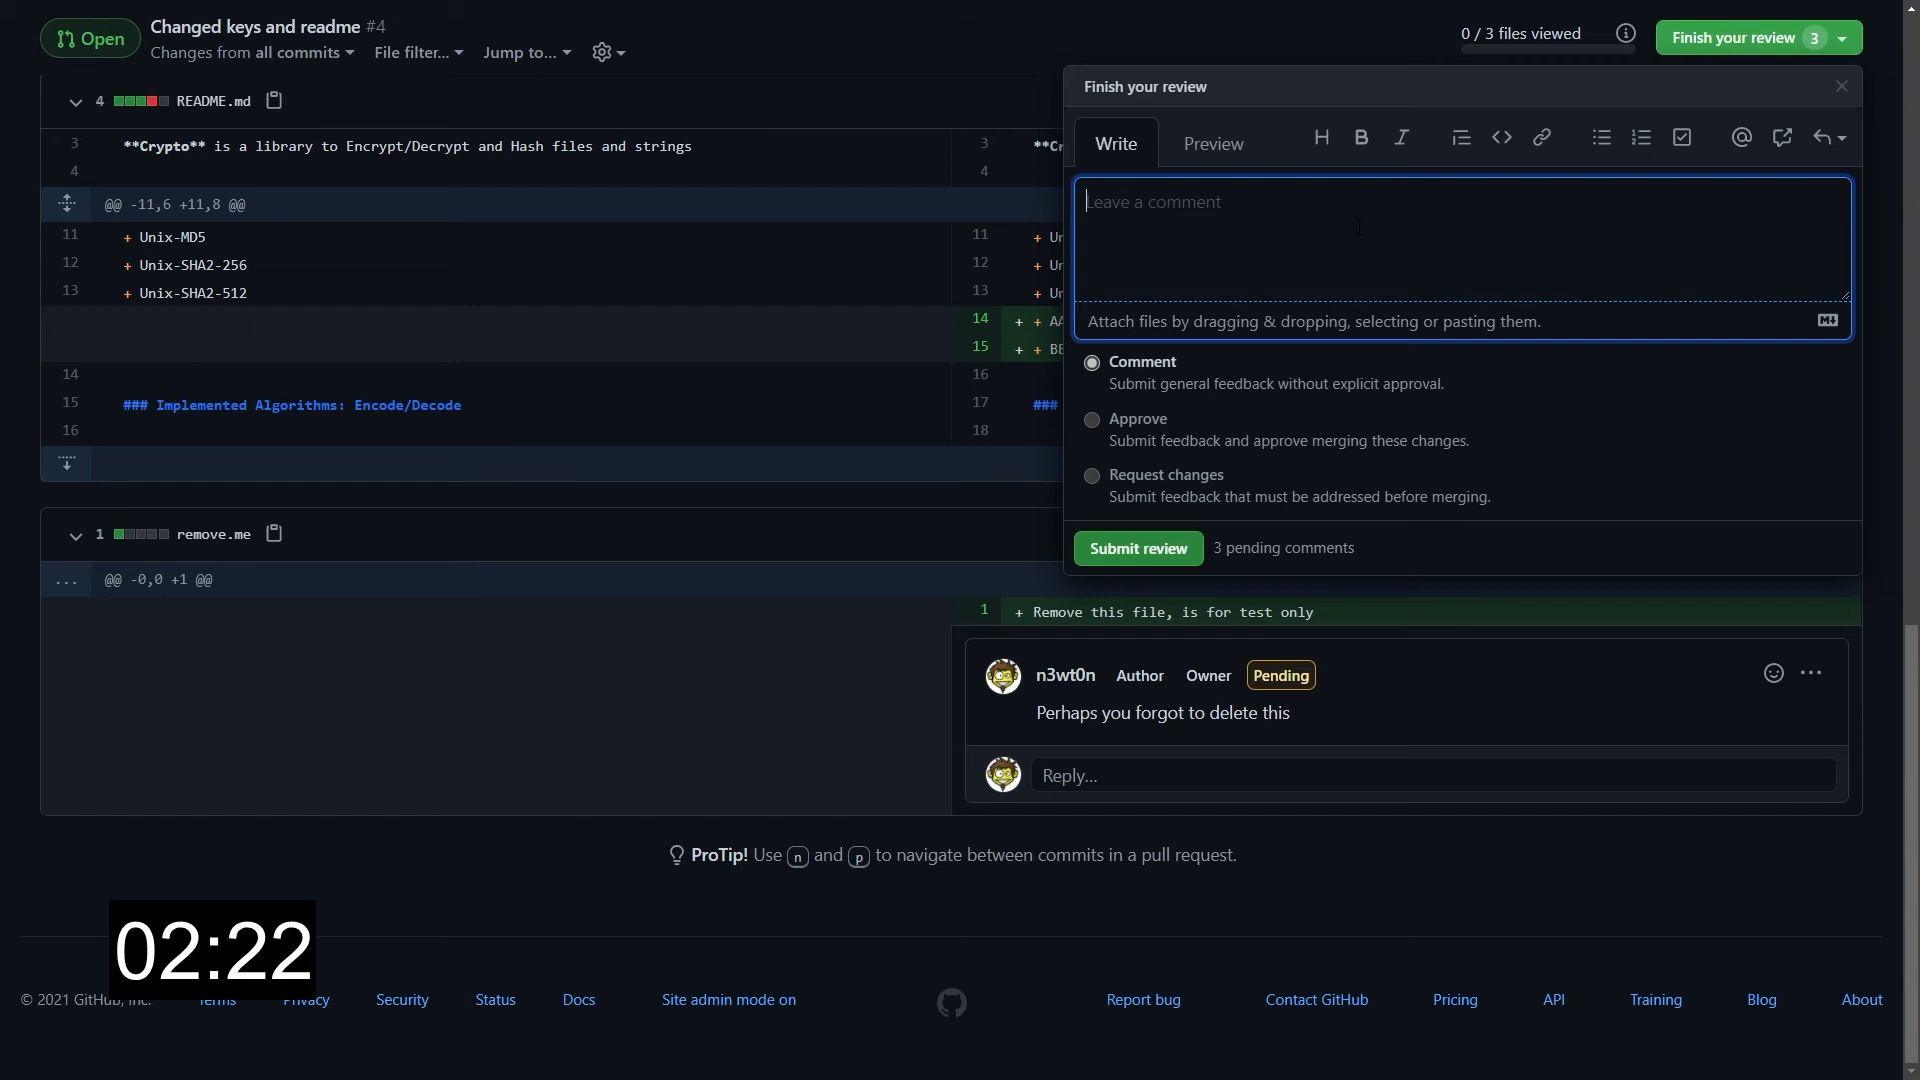 Open
Changed keys and readme #4
Changes from all commits
File filter...
Jump to...
0 / 3 files viewed
Finish your review 3
4 README.md
3 **Crypto** is a library to Encrypt/Decrypt and Hash files and strings
4
@@ -11,6 +11,8 @@
11 + Unix-MD5
12 + Unix-SHA2-256
13 + Unix-SHA2-512
14
15 ### Implemented Algorithms: Encode/Decode
16
3 **Cr
4
11 + Un
12 + Un
13 + Un
14 + + AA
15 + +
16
17 ###
18
Finish your review
Write
Preview
Leave a comment
Attach files by dragging & dropping, selecting or pasting them.
Comment
Submit general feedback without explicit approval.
Approve
Submit feedback and approve merging these changes.
Request changes
Submit feedback that must be addressed before merging.
Submit review
3 pending comments
1 remove.me
... @@ -0,0 +1 @@
1 + Remove this file, is for test only
n3wt0n Author Owner Pending
Perhaps you forgot to delete this
Reply...
ProTip! Use n and p to navigate between commits in a pull request.
02:22
© 2021 GitHub, Inc.
Terms
Privacy
Security
Status
Docs
Site admin mode on
Report bug
Contact GitHub
Pricing
API
Training
Blog
About